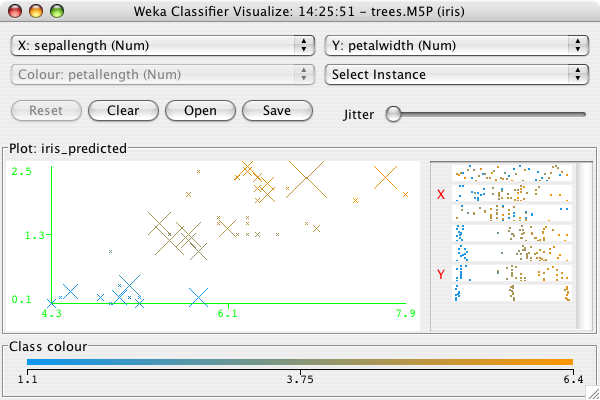 Weka Classifier Visualize: 14:25:51 – trees.M5P (iris)
X: sepallength (Num)
Y: petalwidth (Num)
Colour: petallength (Num)
Select Instance
Reset
Clear
Open
Save
Jitter
Plot: iris_predicted
2.5
1.3
0.1
4.3
6.1
7.9
X
Y
Class colour
1.1
3.75
6.4